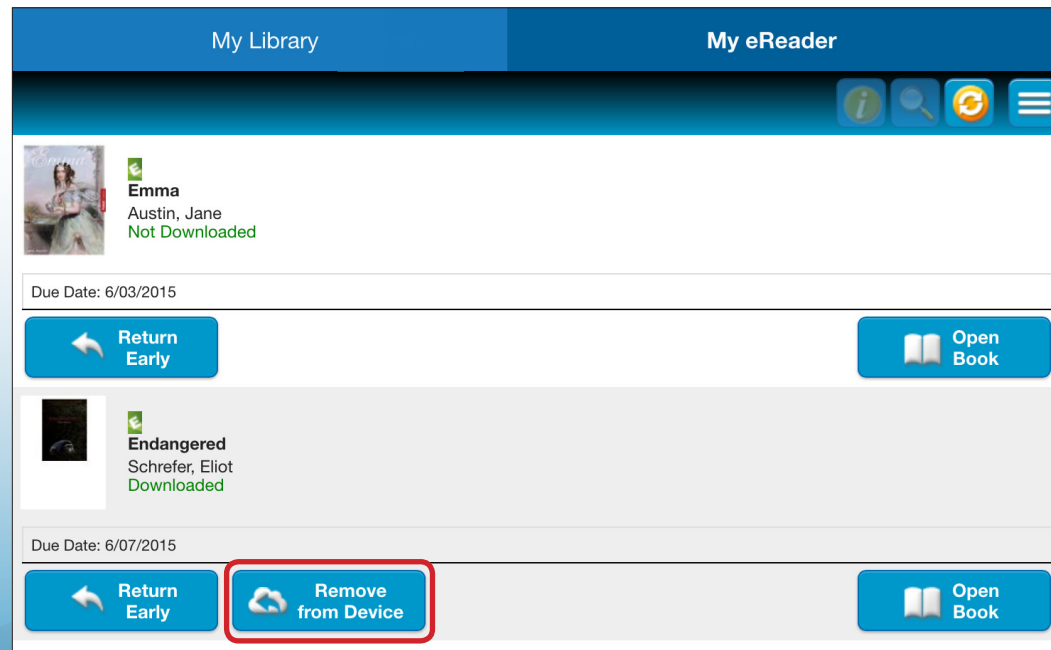 My Library
My eReader
Emma
Emma
Austin, Jane
Not Downloaded
Due Date: 6/03/2015
Return
Early
Open
Book
Endangered
Schrefer, Eliot
Downloaded
Due Date: 6/07/2015
Return
Early
Remove
from Device
Open
Book